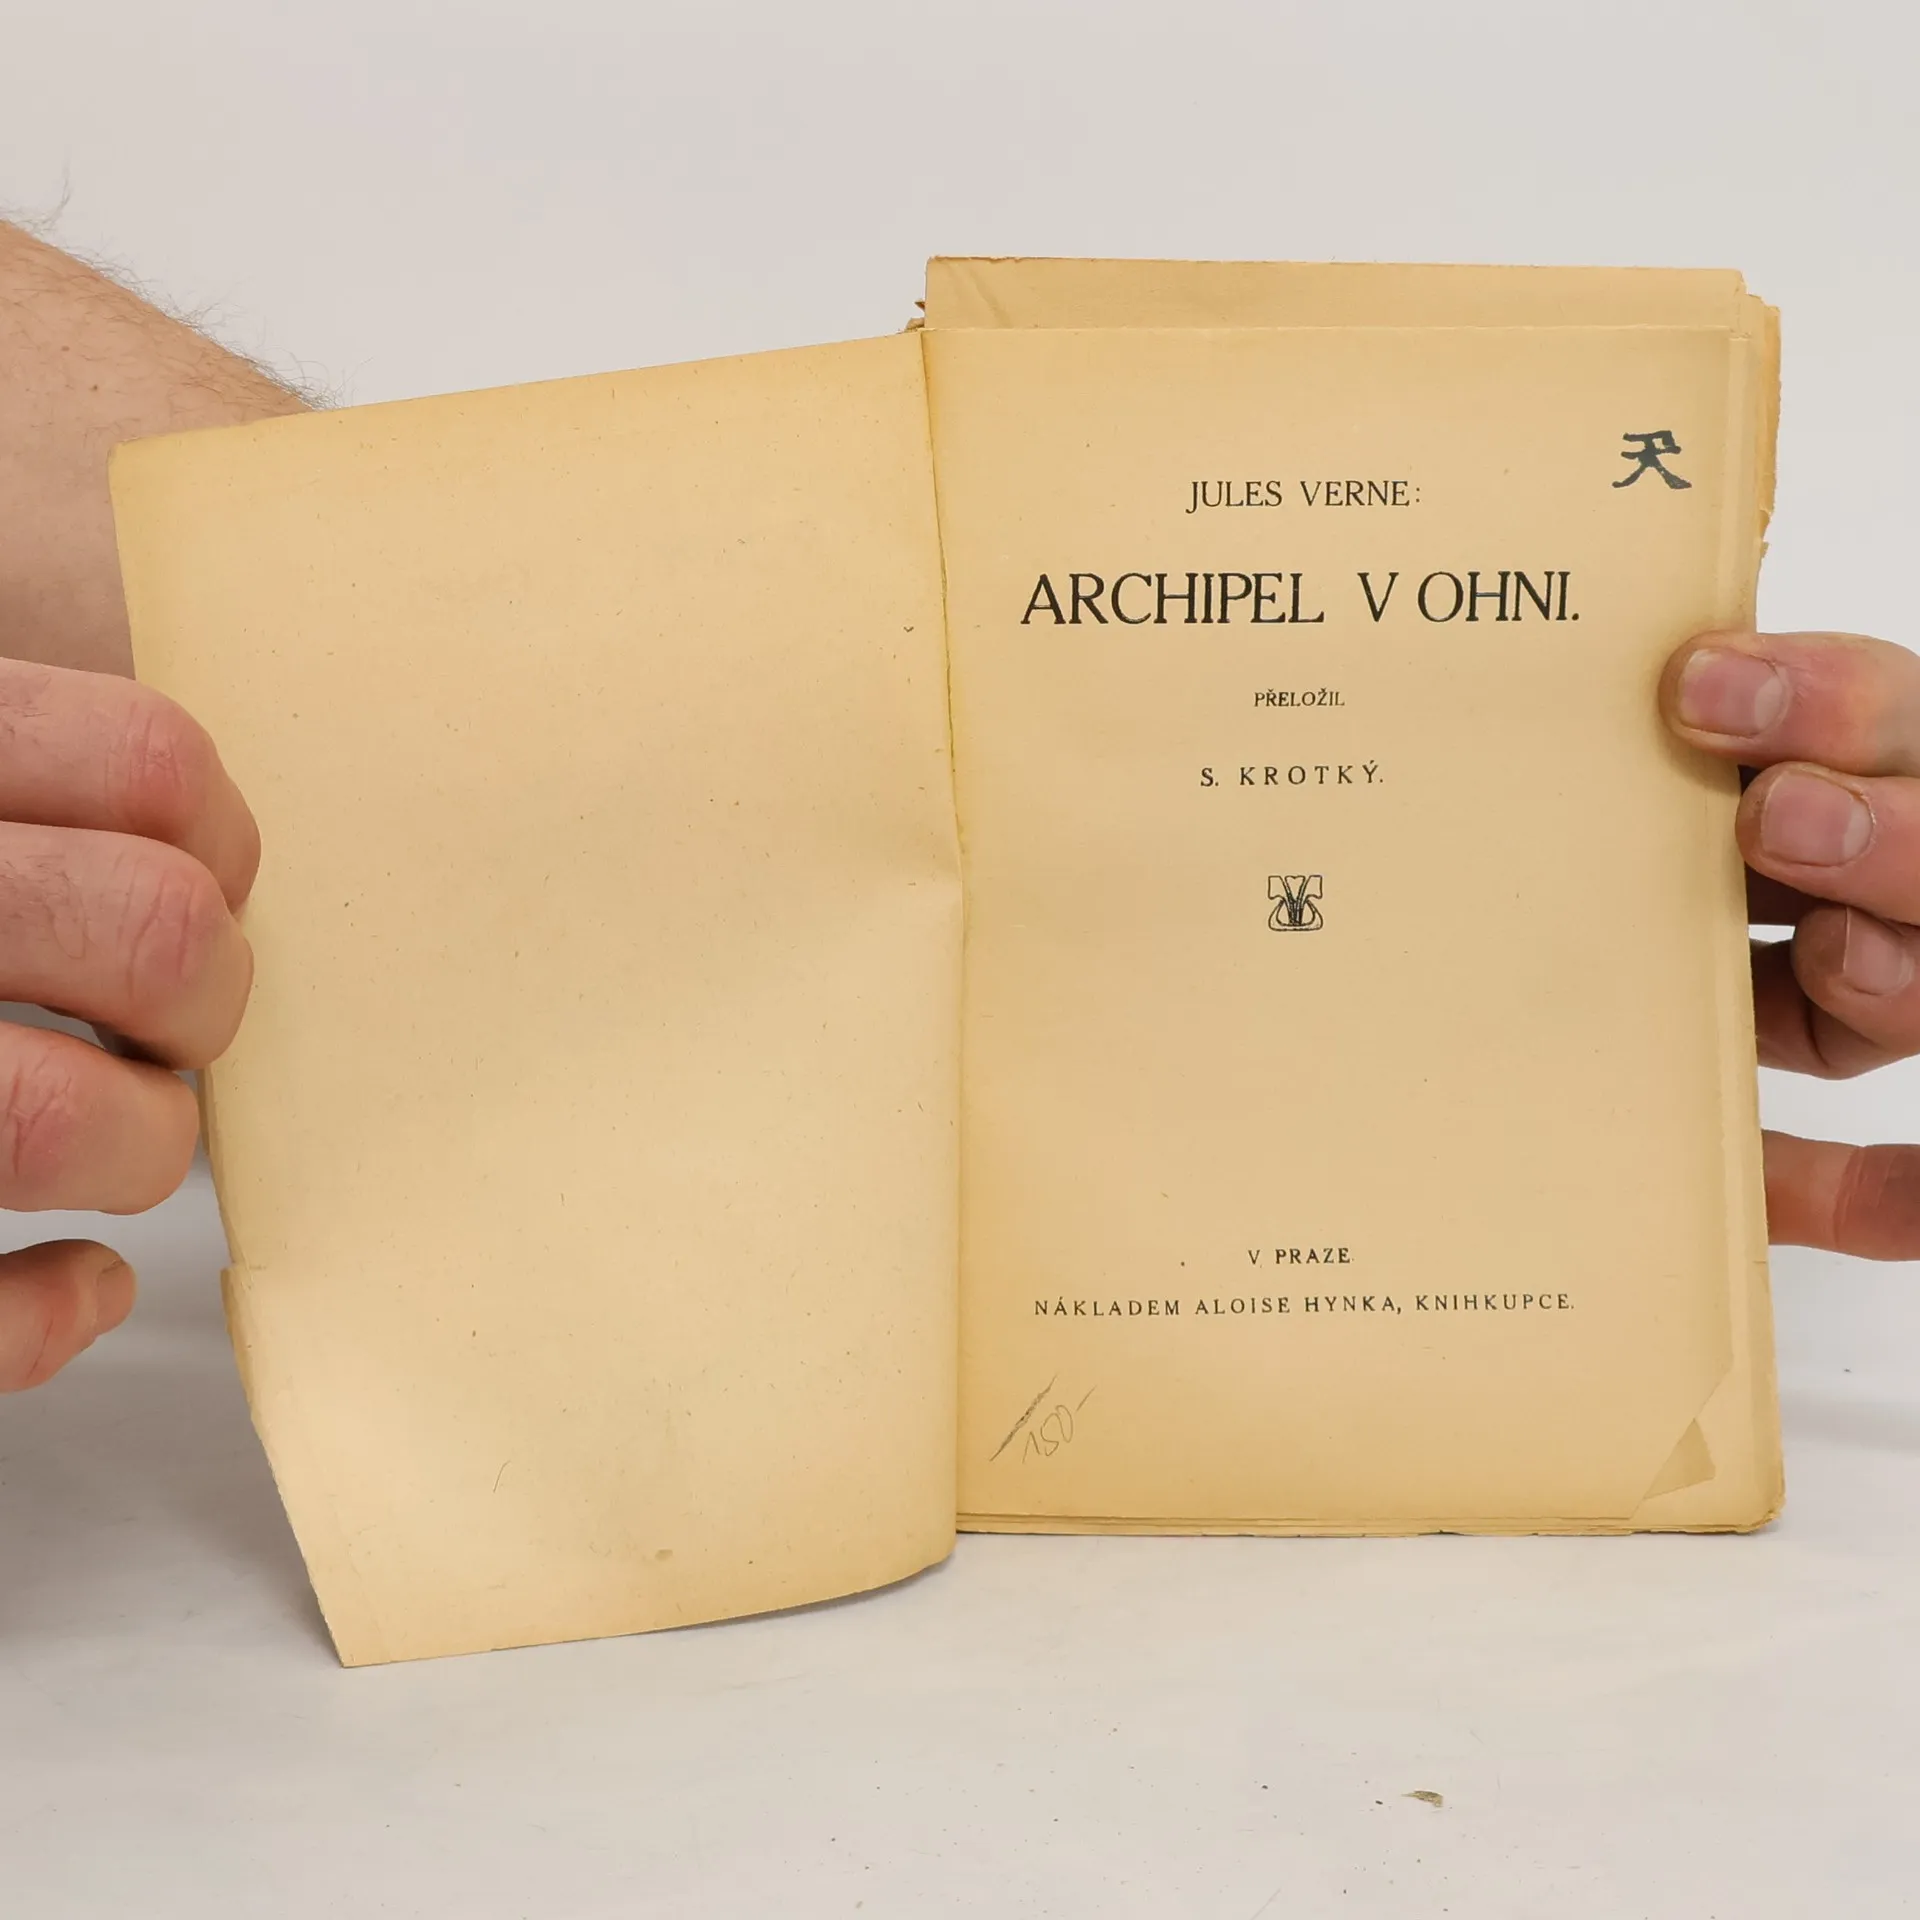 JULES VERNE:
ARCHIPEL V OHNI.
PŘELOŽIL
S. KROTKÝ.
V PRAZE.
NÁKLADEM ALOISE HYNKA, KNIHKUPCE.
150-